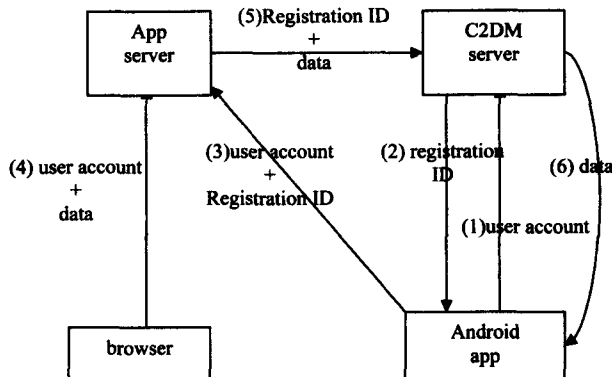 App
server
(5)Registration ID
+
data
C2DM
server
(4) user account
+
data
(3)user account
+
Registration ID
(2) registration
ID
(6) data
(1)user account
browser
Android
app